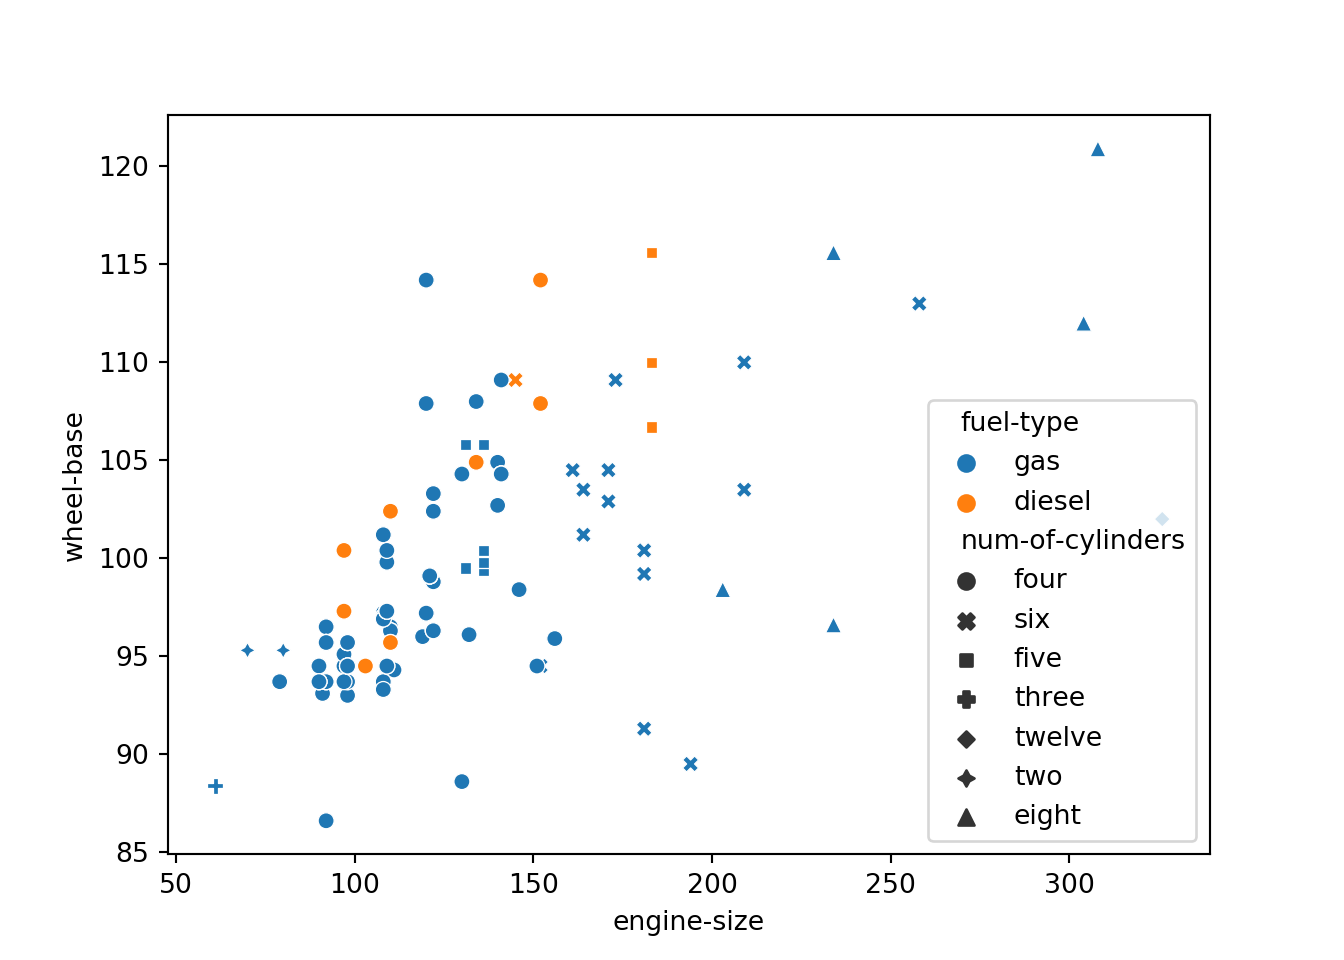 120
115
110
105
100
95
90
85
wheel-base
50
100
150
200
250
300
engine-size
fuel-type
gas
diesel
num-of-cylinders
four
six
five
three
twelve
two
eight